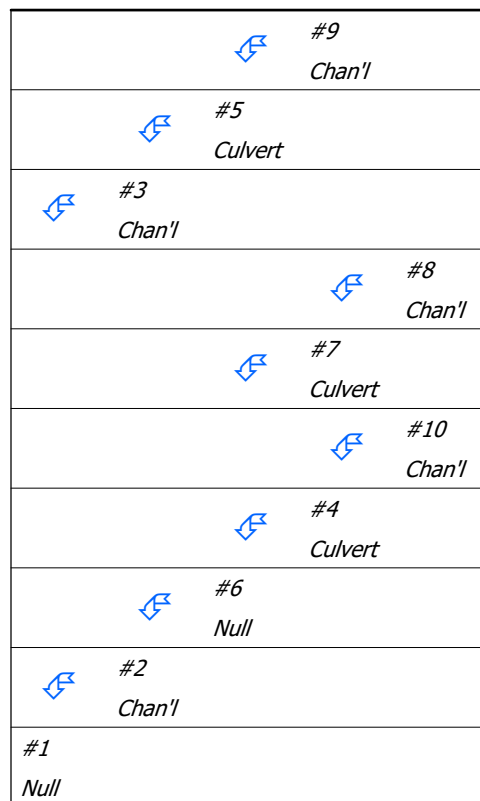 #9
Chan'l
#5
Culvert
#3
Chan'l
#8
Chan'l
#7
Culvert
#10
Chan'l
#4
Culvert
#6
Null
#2
Chan'l
#1
Null